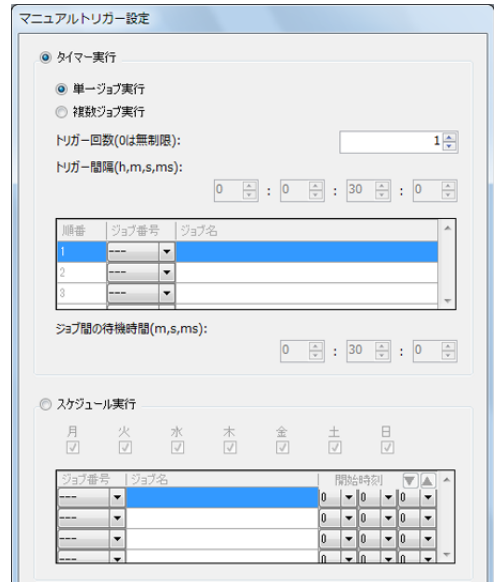 マニュアルトリガー設定
タイマー実行
単一ジョブ実行
複数ジョブ実行
トリガー回数(0は無制限): 1
トリガー間隔(h,m,s,ms):
0 : 0 : 30 : 0
順番 ジョブ番号 ジョブ名
1 ---
2 ---
3 ---
ジョブ間の待機時間(m,s,ms):
0 : 30 : 0
スケジュール実行
月 火 水 木 金 土 日
ジョブ番号 ジョブ名 開始時刻
--- 0 0 0
--- 0 0 0
--- 0 0 0
--- 0 0 0